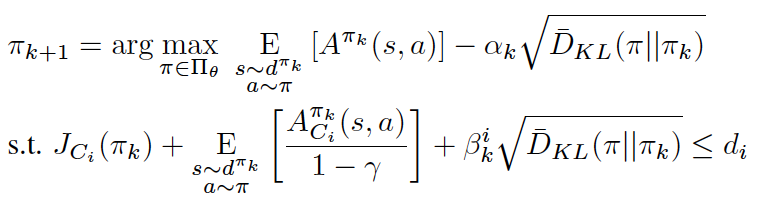 π_{k+1} = arg max_{π∈Π_θ} E_{s∼d^{π_k}, a∼π} [A^{π_k}(s, a)] − α_k √(D̄_{KL}(π||π_k))
s.t. J_{C_i}(π_k) + E_{s∼d^{π_k}, a∼π} [A^{π_k}_{C_i}(s, a) / (1 − γ)] + β^i_k √(D̄_{KL}(π||π_k)) ≤ d_i